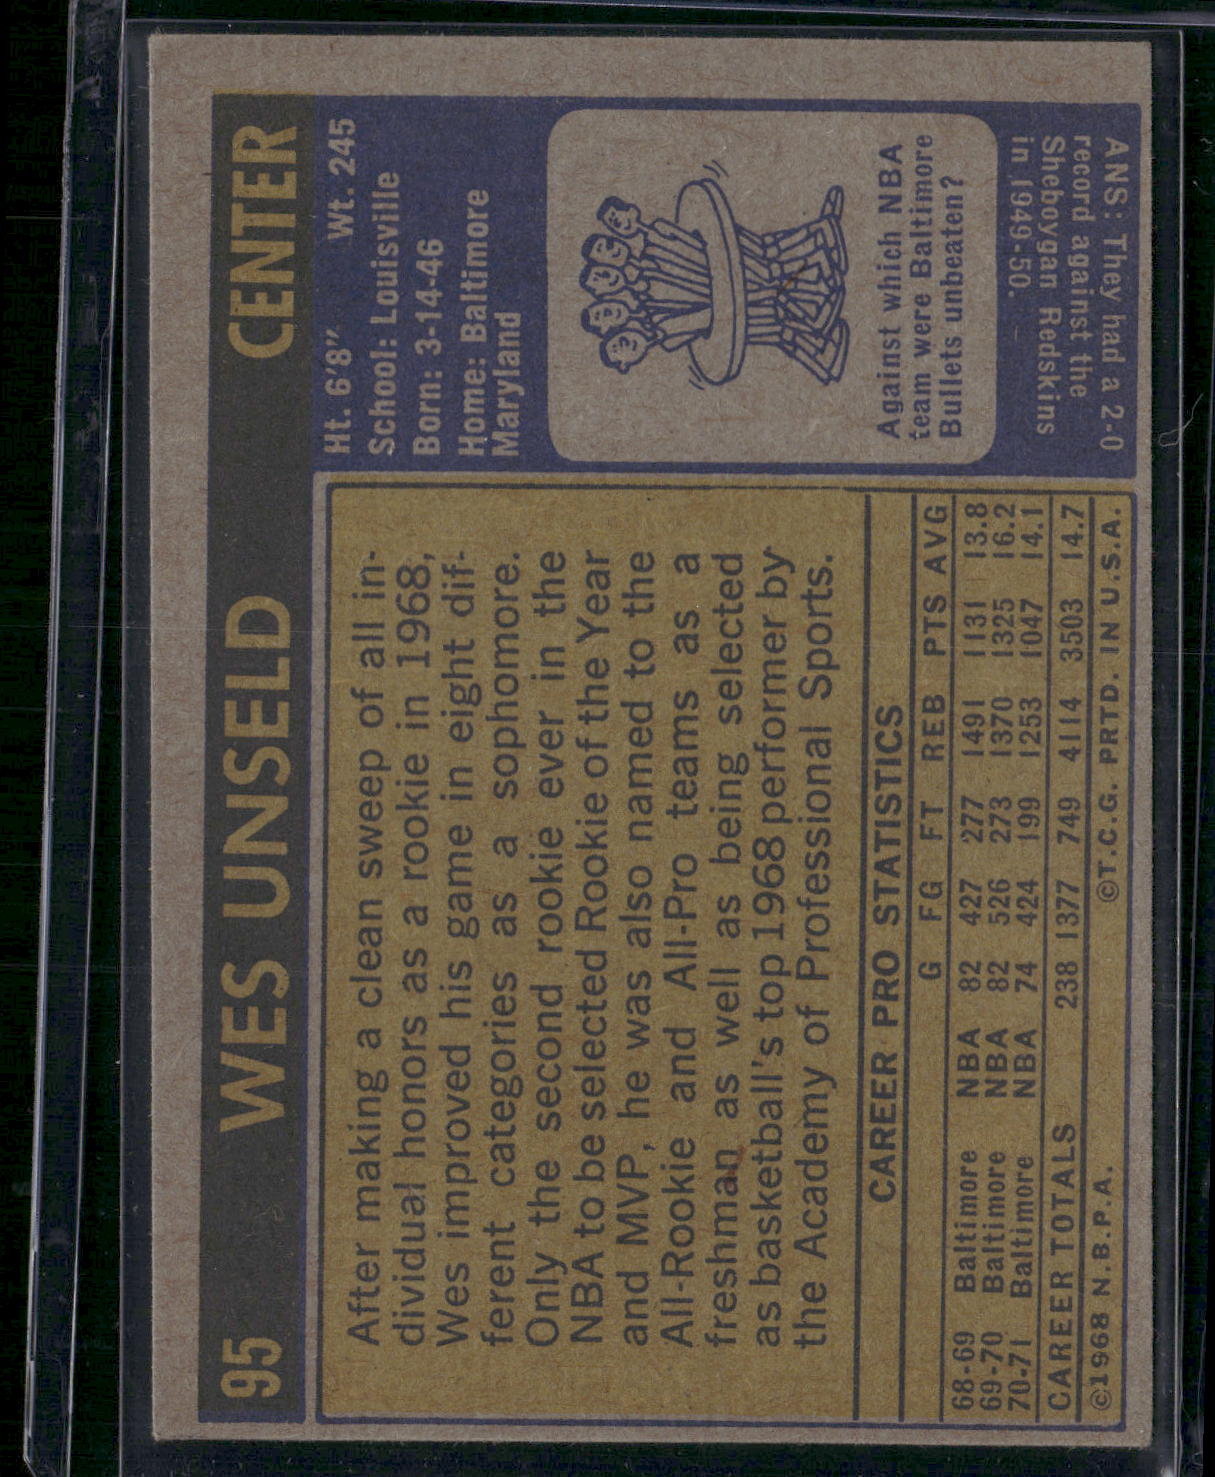 95 WES UNSELD CENTER
After making a clean sweep of all in-
dividual honors as a rookie in 1968,
Wes improved his game in eight dif-
ferent categories as a sophomore.
Only the second rookie ever in the
NBA to be selected Rookie of the Year
and MVP, he was also named to the
All-Rookie and All-Pro teams as a
freshman as well as being selected
as basketball's top 1968 performer by
the Academy of Professional Sports.
CAREER PRO STATISTICS
G FG FT REB PTS AVG
68-69 Baltimore NBA 82 427 277 1491 1131 13.8
69-70 Baltimore NBA 82 526 273 1370 1325 16.2
70-71 Baltimore NBA 74 424 199 1253 1047 14.1
CAREER TOTALS 238 1377 749 4114 3503 14.7
©1968 N.B.P.A. ©T.C.G. PRTD. IN U.S.A.
Ht. 6'8" Wt. 245
School: Louisville
Born: 3-14-46
Home: Baltimore
Maryland
Against which NBA
team were Baltimore
Bullets unbeaten?
ANS: They had a 2-0
record against the
Sheboygan Redskins
in 1949-50.